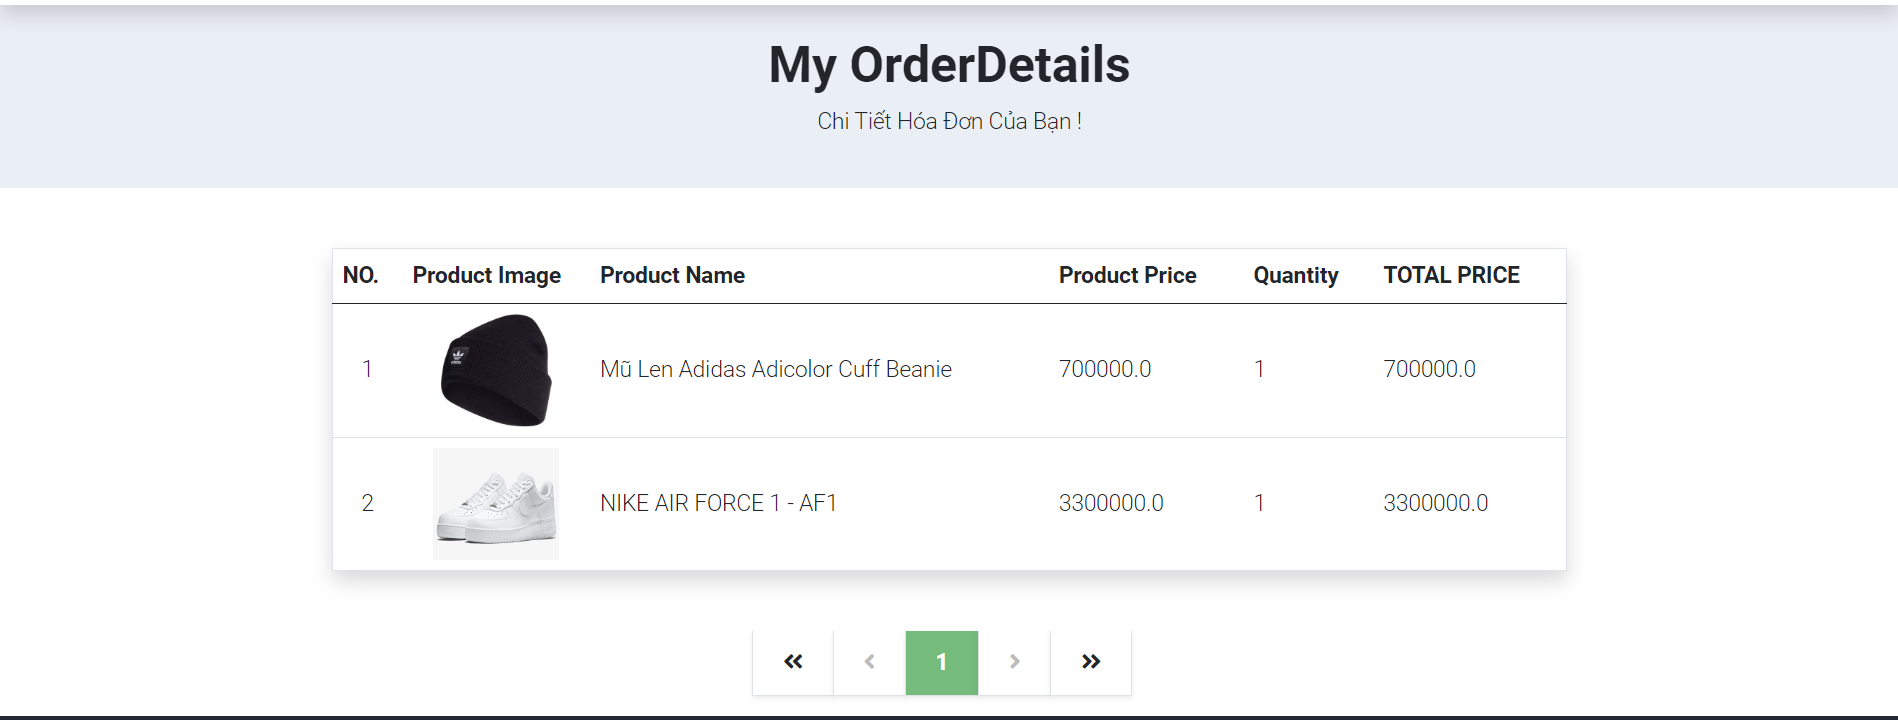 My OrderDetails
Chi Tiết Hóa Đơn Của Bạn !
NO. Product Image Product Name Product Price Quantity TOTAL PRICE
1 Mũ Len Adidas Adicolor Cuff Beanie 700000.0 1 700000.0
2 NIKE AIR FORCE 1 - AF1 3300000.0 1 3300000.0
« ‹ 1 › »